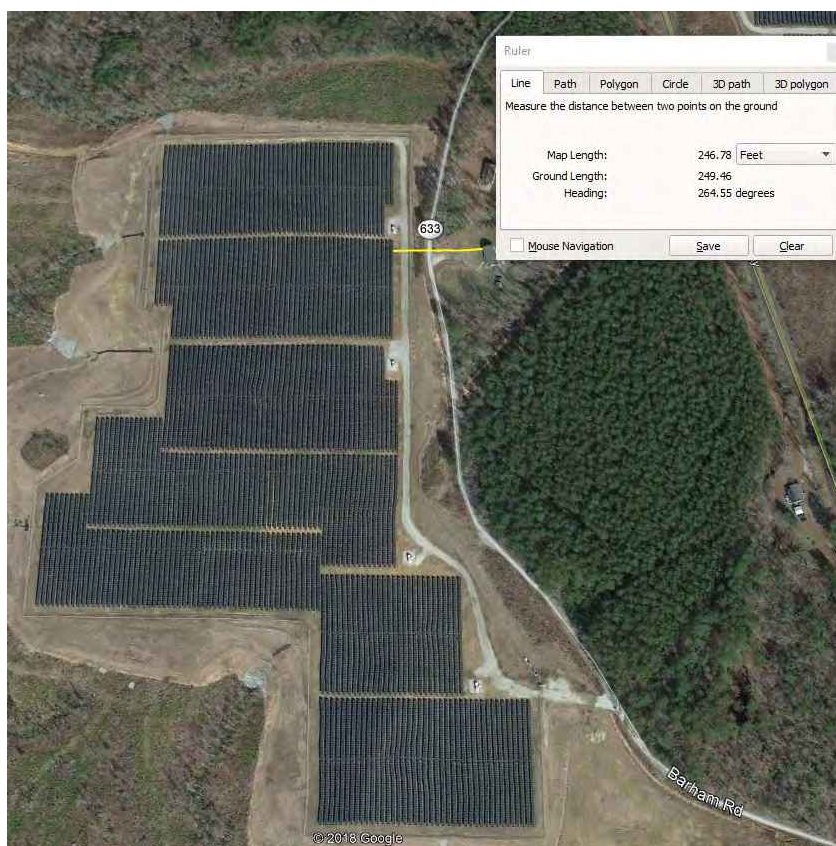 Ruler
Line Path Polygon Circle 3D path 3D polygon
Measure the distance between two points on the ground
Map Length: 246.78 Feet
Ground Length: 249.46
Heading: 264.55 degrees
Mouse Navigation Save Clear
633
Barham Rd
© 2018 Google